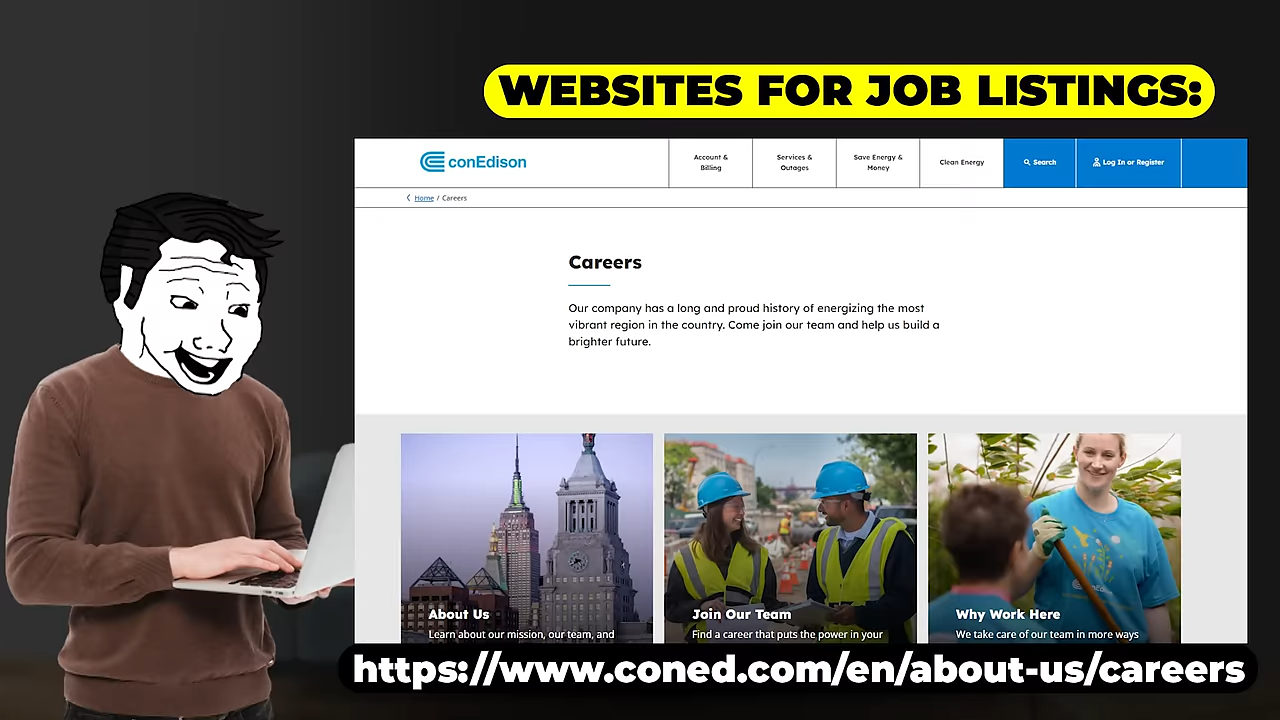 WEBSITES FOR JOB LISTINGS:
conEdison
Account &
Billing
Services &
Outages
Save Energy &
Money
Clean Energy
Search
Log In or Register
Home / Careers
Careers
Our company has a long and proud history of energizing the most
vibrant region in the country. Come join our team and help us build a
brighter future.
About Us
Learn about our mission, our team, and
Join Our Team
Find a career that puts the power in your
Why Work Here
We take care of our team in more ways
https://www.coned.com/en/about-us/careers